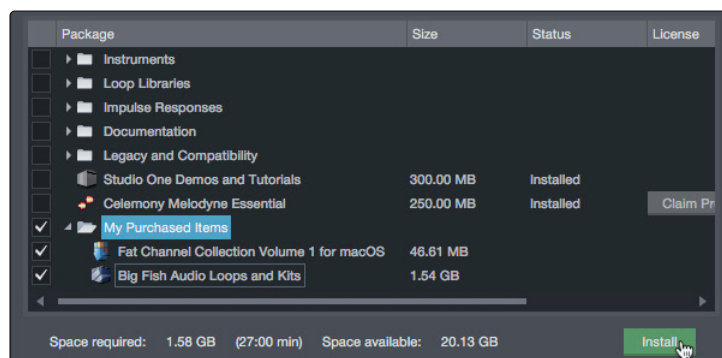 Package Size Status License
Instruments
Loop Libraries
Impulse Responses
Documentation
Legacy and Compatibility
Studio One Demos and Tutorials 300.00 MB Installed
Celemony Melodyne Essential 250.00 MB Installed Claim Pr
My Purchased Items
Fat Channel Collection Volume 1 for macOS 46.61 MB
Big Fish Audio Loops and Kits 1.54 GB
Space required: 1.58 GB (27:00 min) Space available: 20.13 GB Install